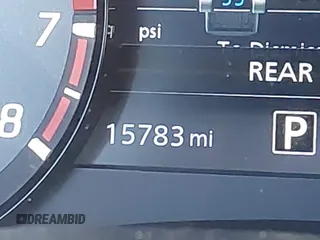 7
psi
REAR
8
15783 mi
P
DREAMBID